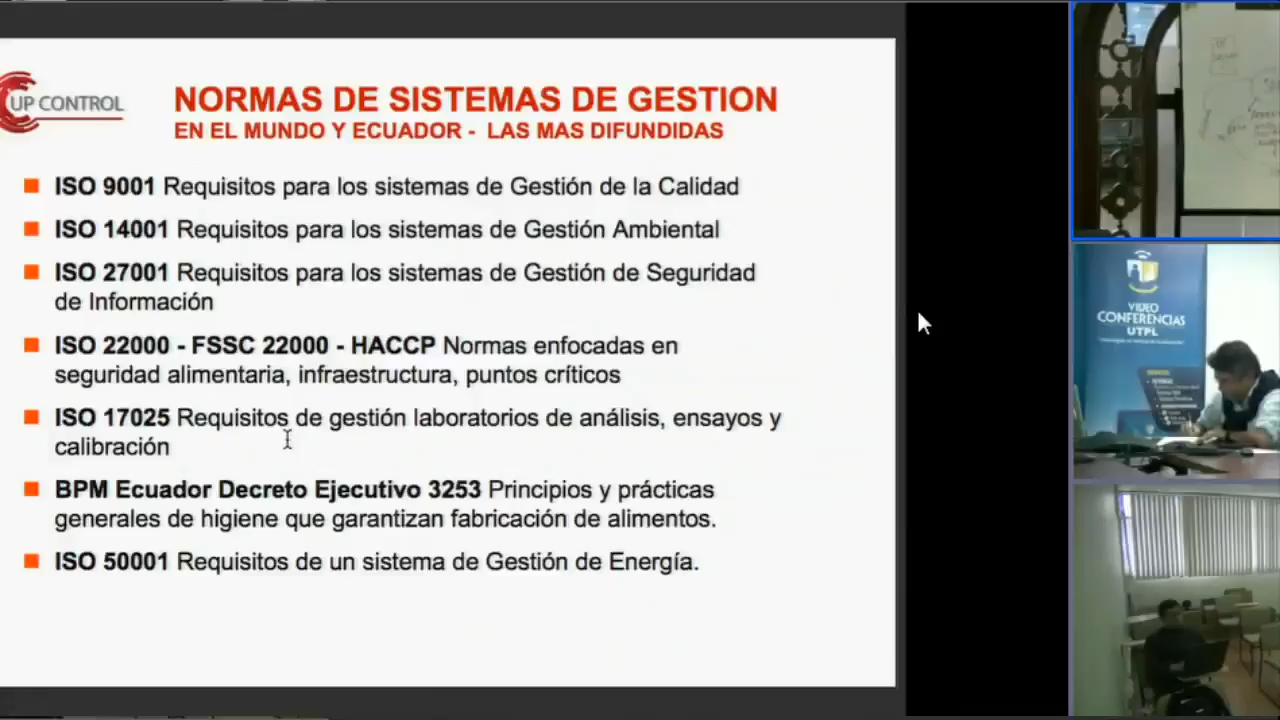 UP CONTROL
NORMAS DE SISTEMAS DE GESTION
EN EL MUNDO Y ECUADOR - LAS MAS DIFUNDIDAS
ISO 9001 Requisitos para los sistemas de Gestión de la Calidad
ISO 14001 Requisitos para los sistemas de Gestión Ambiental
ISO 27001 Requisitos para los sistemas de Gestión de Seguridad
de Información
ISO 22000 - FSSC 22000 - HACCP Normas enfocadas en
seguridad alimentaria, infraestructura, puntos críticos
ISO 17025 Requisitos de gestión laboratorios de análisis, ensayos y
calibración
BPM Ecuador Decreto Ejecutivo 3253 Principios y prácticas
generales de higiene que garantizan fabricación de alimentos.
ISO 50001 Requisitos de un sistema de Gestión de Energía.
VIDEO
CONFERENCIAS
UTPL